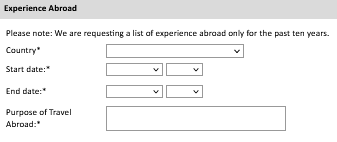 Experience Abroad
Please note: We are requesting a list of experience abroad only for the past ten years.
Country*
Start date:*
End date:*
Purpose of Travel
Abroad:*